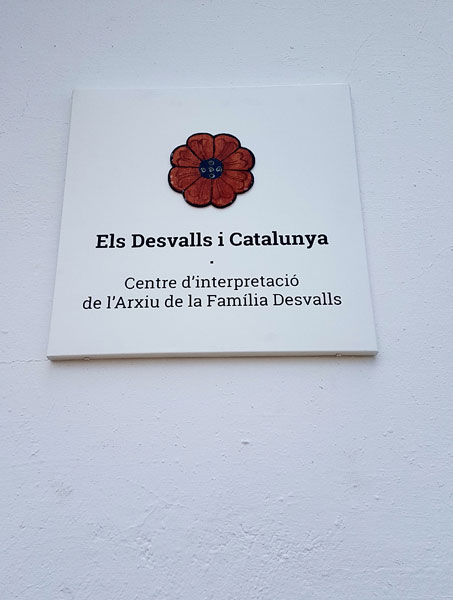 Els Desvalls i Catalunya
·
Centre d'interpretació
de l'Arxiu de la Família Desvalls